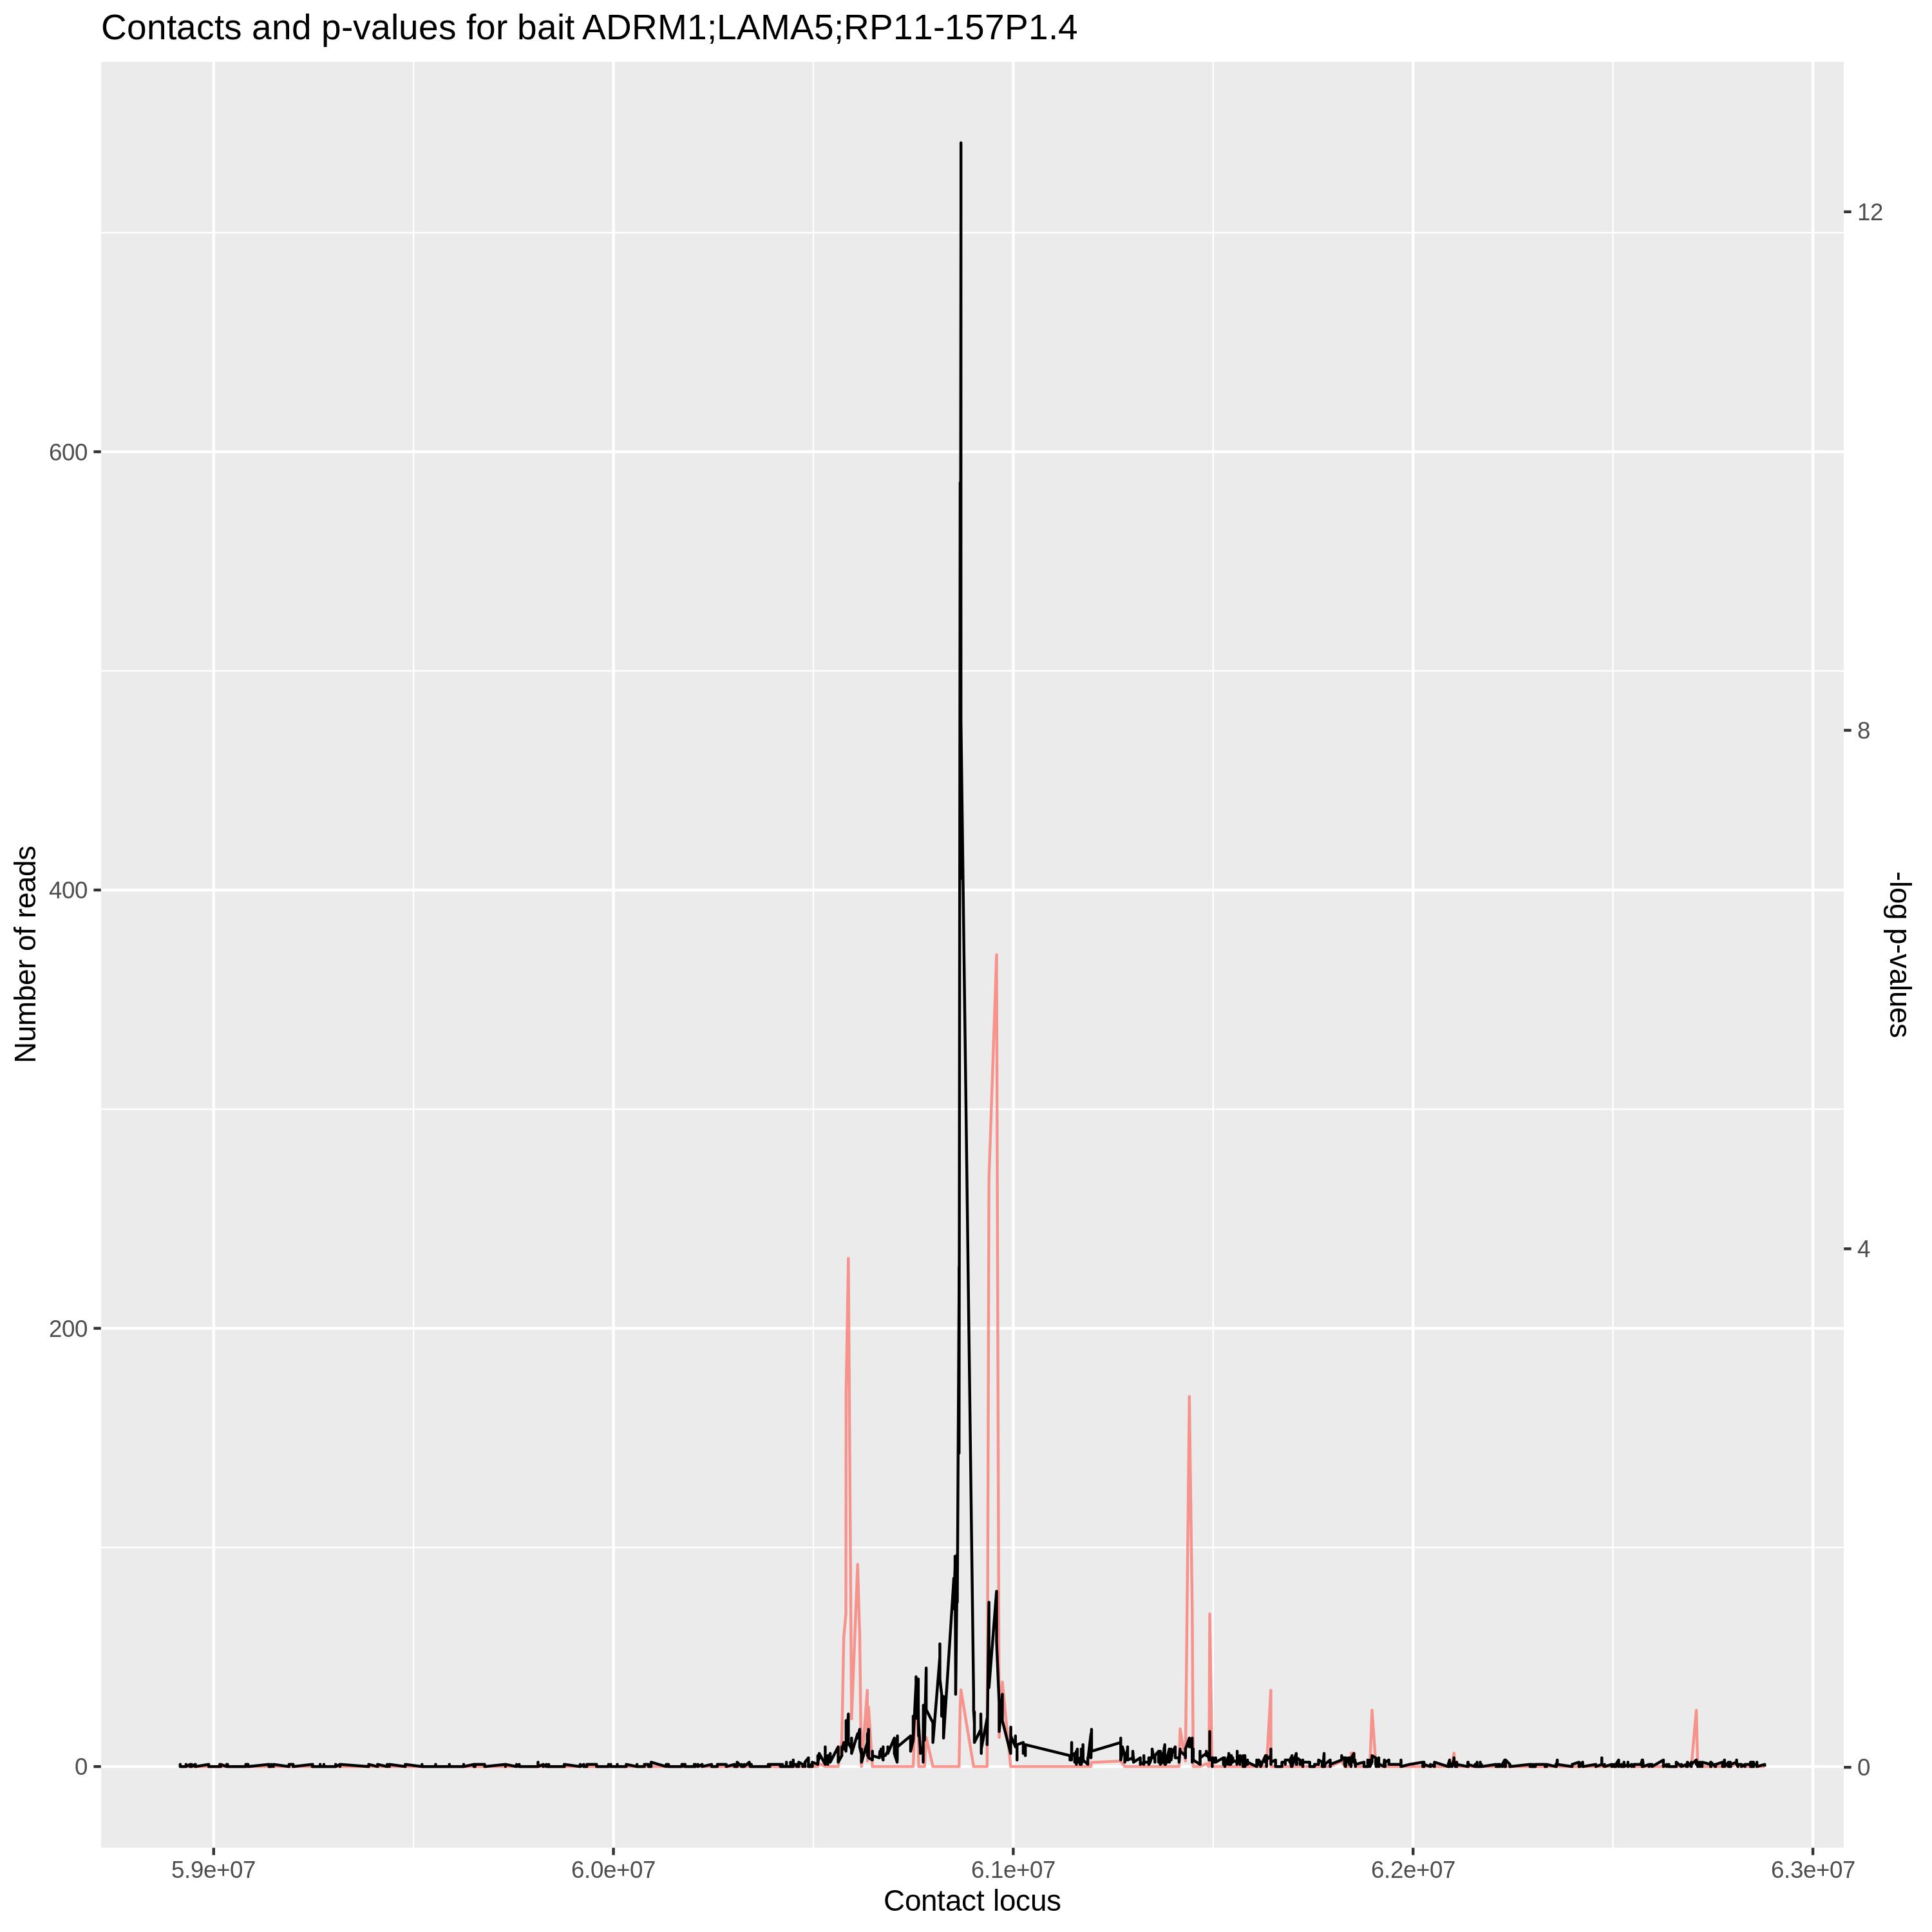 Contacts and p-values for bait ADRM1;LAMA5;RP11-157P1.4
12
600
8
400
Number of reads
-log p-values
4
200
0
0
5.9e+07
6.0e+07
6.1e+07
6.2e+07
6.3e+07
Contact locus